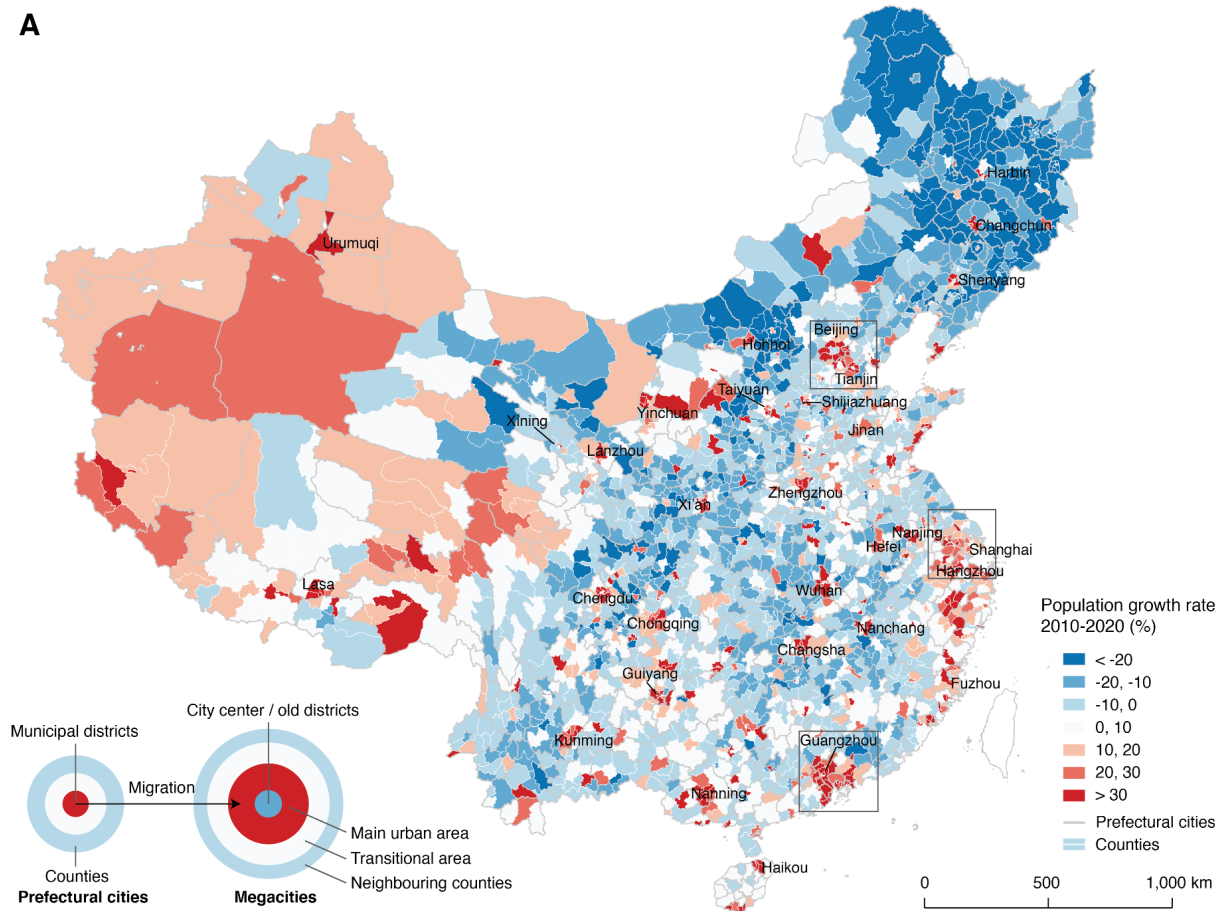 A
Harbin
Changchun
Urumuqi
Shenyang
Beijing
Hohhot
Tianjin
Taiyuan
Shijiazhuang
Yinchuan
Xining
Jinan
Lanzhou
Zhengzhou
Xi'an
Nanjing
Hefei
Shanghai
Hangzhou
Lasa
Wuhan
Chengdu
Chongqing
Nanchang
Changsha
Guiyang
Fuzhou
Kunming
Guangzhou
Nanning
Haikou
Population growth rate
2010-2020 (%)
< -20
-20, -10
-10, 0
0, 10
10, 20
20, 30
> 30
Prefectural cities
Counties
0 500 1,000 km
City center / old districts
Municipal districts
Migration
Main urban area
Transitional area
Neighbouring counties
Counties
Prefectural cities
Megacities